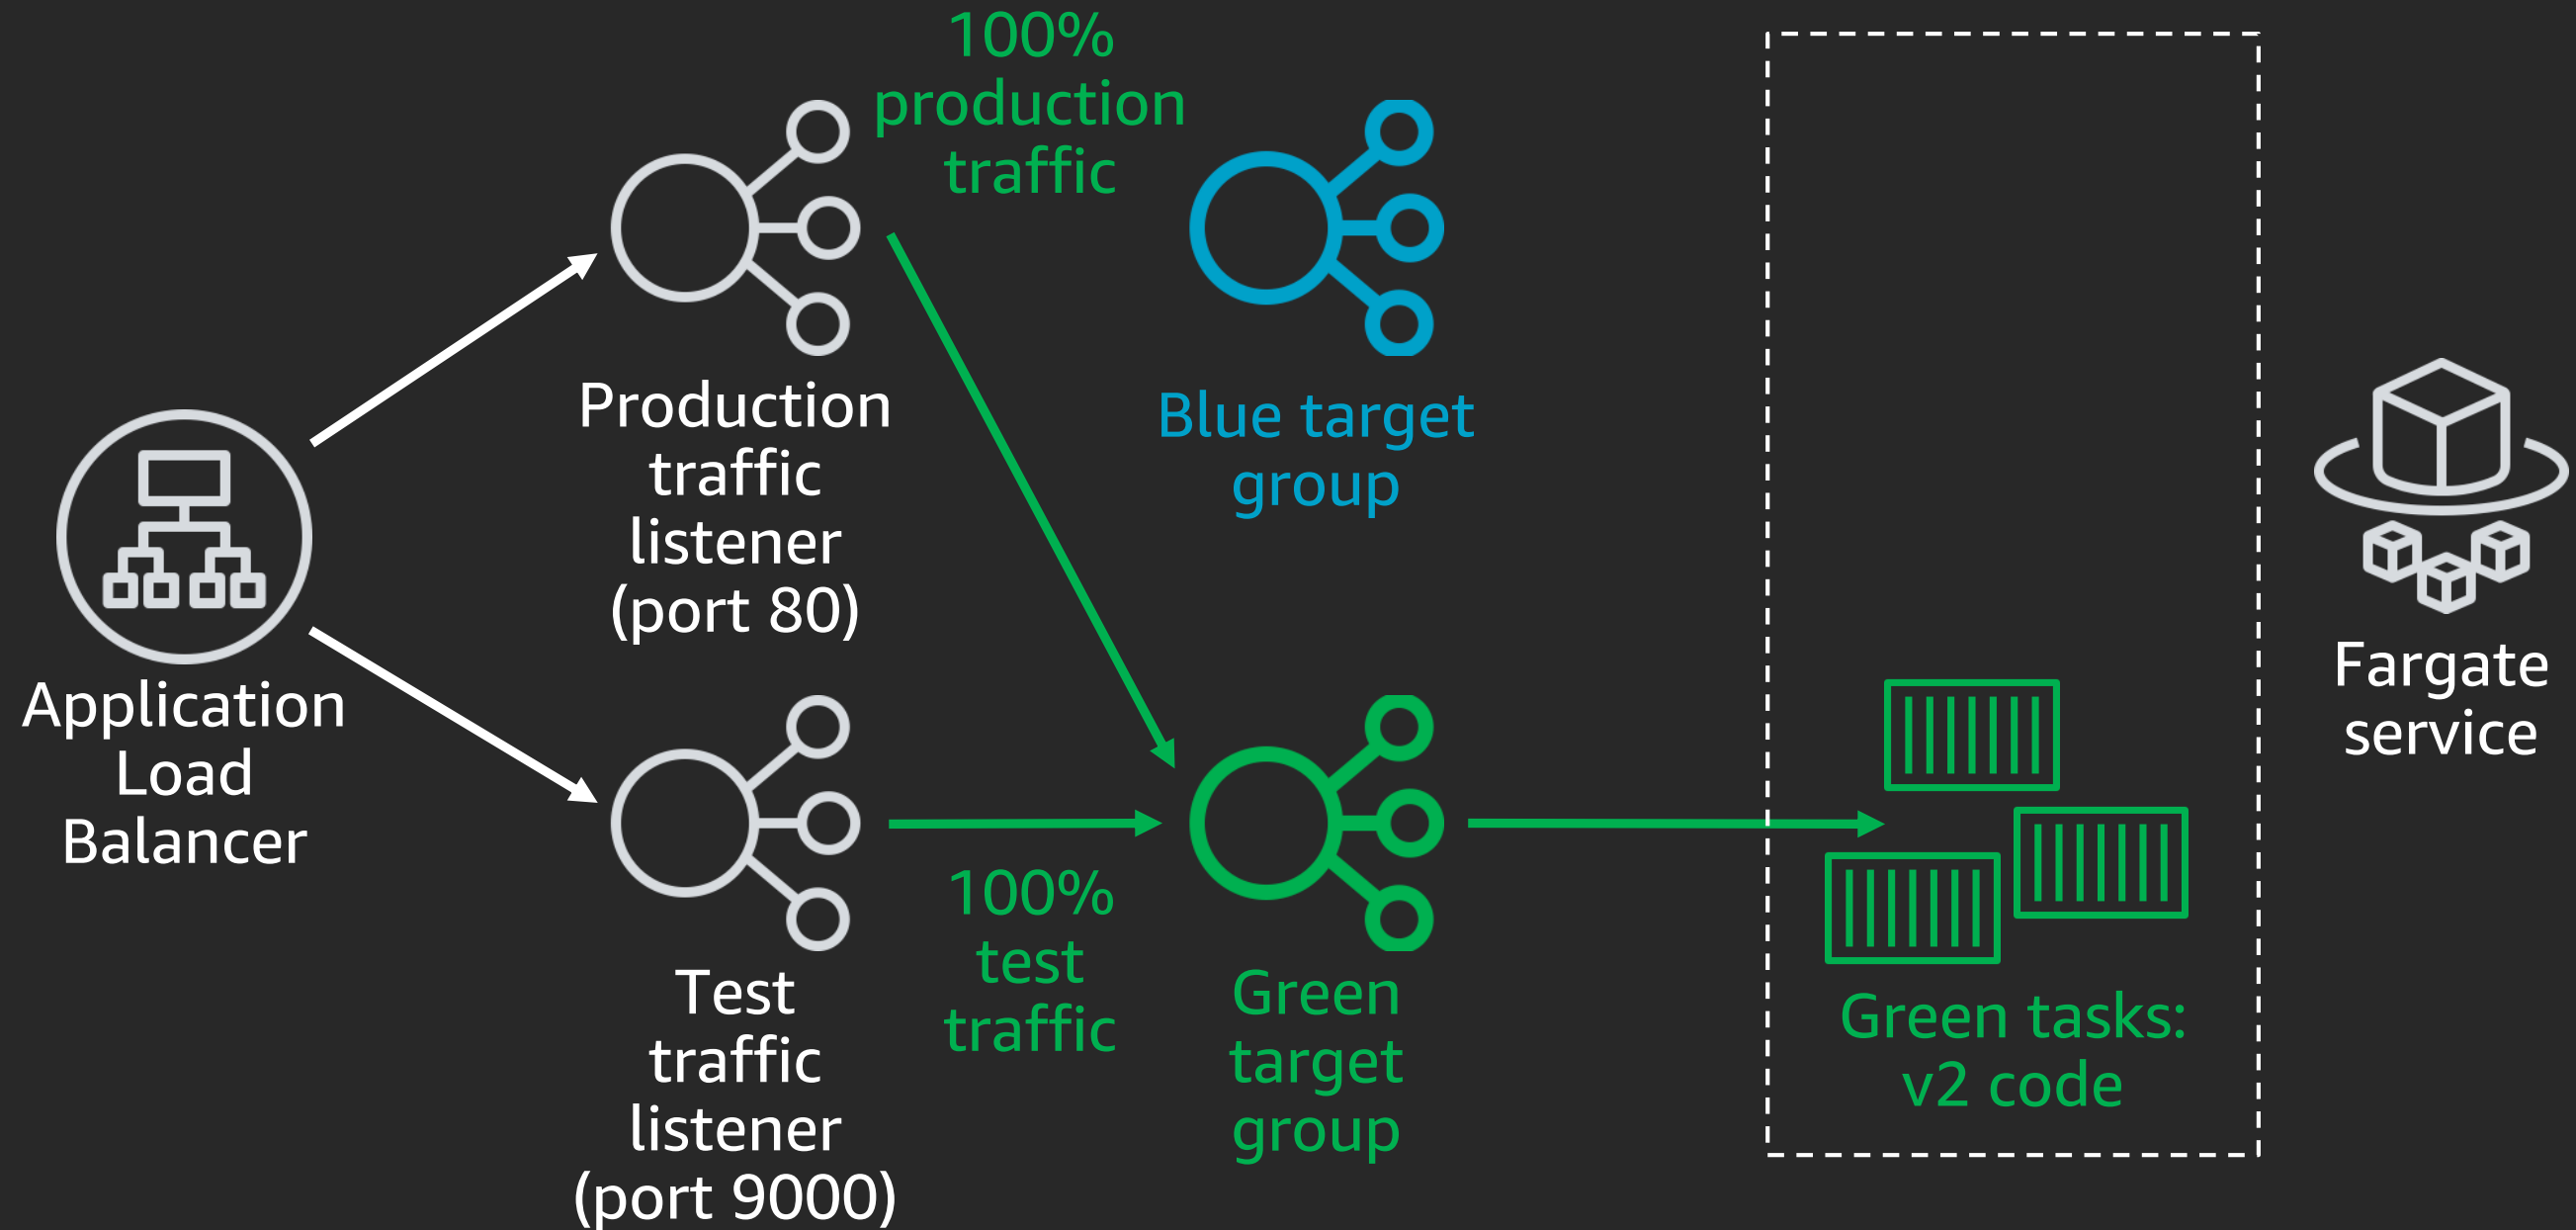 100%
production
traffic
Production
traffic
listener
(port 80)
Blue target
group
Application
Load
Balancer
Fargate
service
100%
test
traffic
Test
traffic
listener
(port 9000)
Green
target
group
Green tasks:
v2 code